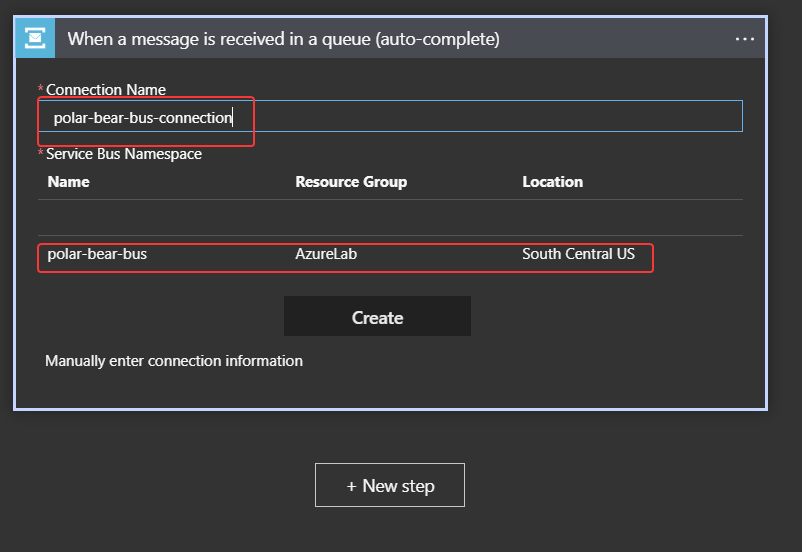 When a message is received in a queue (auto-complete)
* Connection Name
polar-bear-bus-connection
* Service Bus Namespace
Name Resource Group Location
polar-bear-bus AzureLab South Central US
Create
Manually enter connection information
+ New step